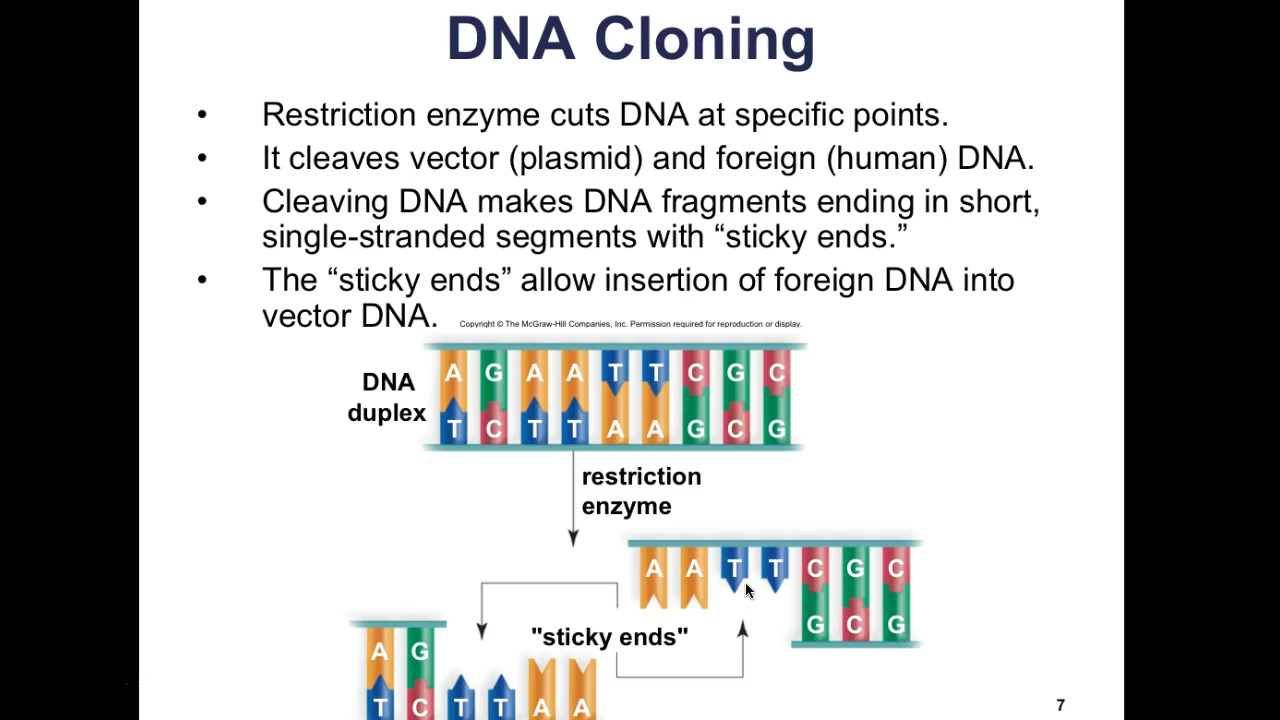 DNA Cloning
• Restriction enzyme cuts DNA at specific points.
• It cleaves vector (plasmid) and foreign (human) DNA.
• Cleaving DNA makes DNA fragments ending in short,
single-stranded segments with “sticky ends.”
• The “sticky ends” allow insertion of foreign DNA into
vector DNA.
Copyright © The McGraw-Hill Companies, Inc. Permission required for reproduction or display.
DNA
duplex
A G A A T T C G C
T C T T A A G C G
restriction
enzyme
A A T T C G C
G C G
"sticky ends"
A G
T C T T A A
7